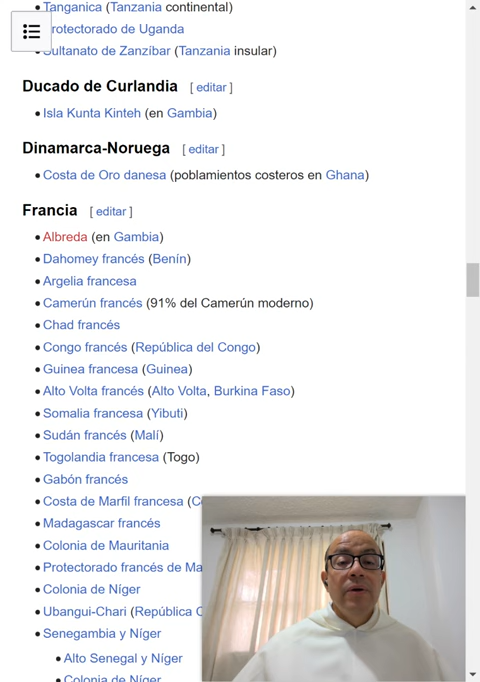 Tanganica (Tanzania continental)
rotectorado de Uganda
Sultanato de Zanzíbar (Tanzania insular)
Ducado de Curlandia [ editar ]
Isla Kunta Kinteh (en Gambia)
Dinamarca-Noruega [ editar ]
Costa de Oro danesa (poblamientos costeros en Ghana)
Francia [ editar ]
Albreda (en Gambia)
Dahomey francés (Benín)
Argelia francesa
Camerún francés (91% del Camerún moderno)
Chad francés
Congo francés (República del Congo)
Guinea francesa (Guinea)
Alto Volta francés (Alto Volta, Burkina Faso)
Somalia francesa (Yibuti)
Sudán francés (Malí)
Togolandia francesa (Togo)
Gabón francés
Costa de Marfil francesa (C
Madagascar francés
Colonia de Mauritania
Protectorado francés de Ma
Colonia de Níger
Ubangui-Chari (República C
Senegambia y Níger
Alto Senegal y Níger
Colonia de Níger